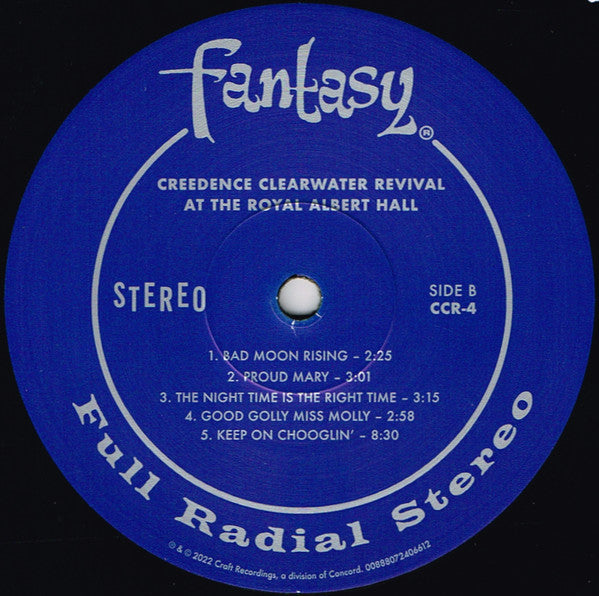 fantasy®
CREEDENCE CLEARWATER REVIVAL
AT THE ROYAL ALBERT HALL
STEREO
SIDE B
CCR-4
1. BAD MOON RISING – 2:25
2. PROUD MARY – 3:01
3. THE NIGHT TIME IS THE RIGHT TIME – 3:15
4. GOOD GOLLY MISS MOLLY – 2:58
5. KEEP ON CHOOGLIN' – 8:30
Full Radial Stereo
℗ & © 2022 Craft Recordings, a division of Concord. 00888072406612